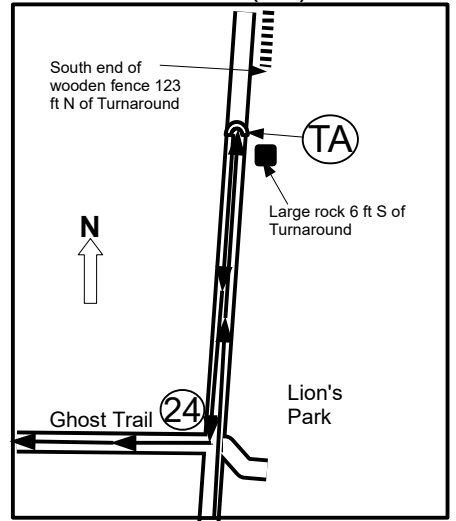 South end of
wooden fence 123
ft N of Turnaround
TA
Large rock 6 ft S of
Turnaround
N
Lion's
Park
Ghost Trail
24